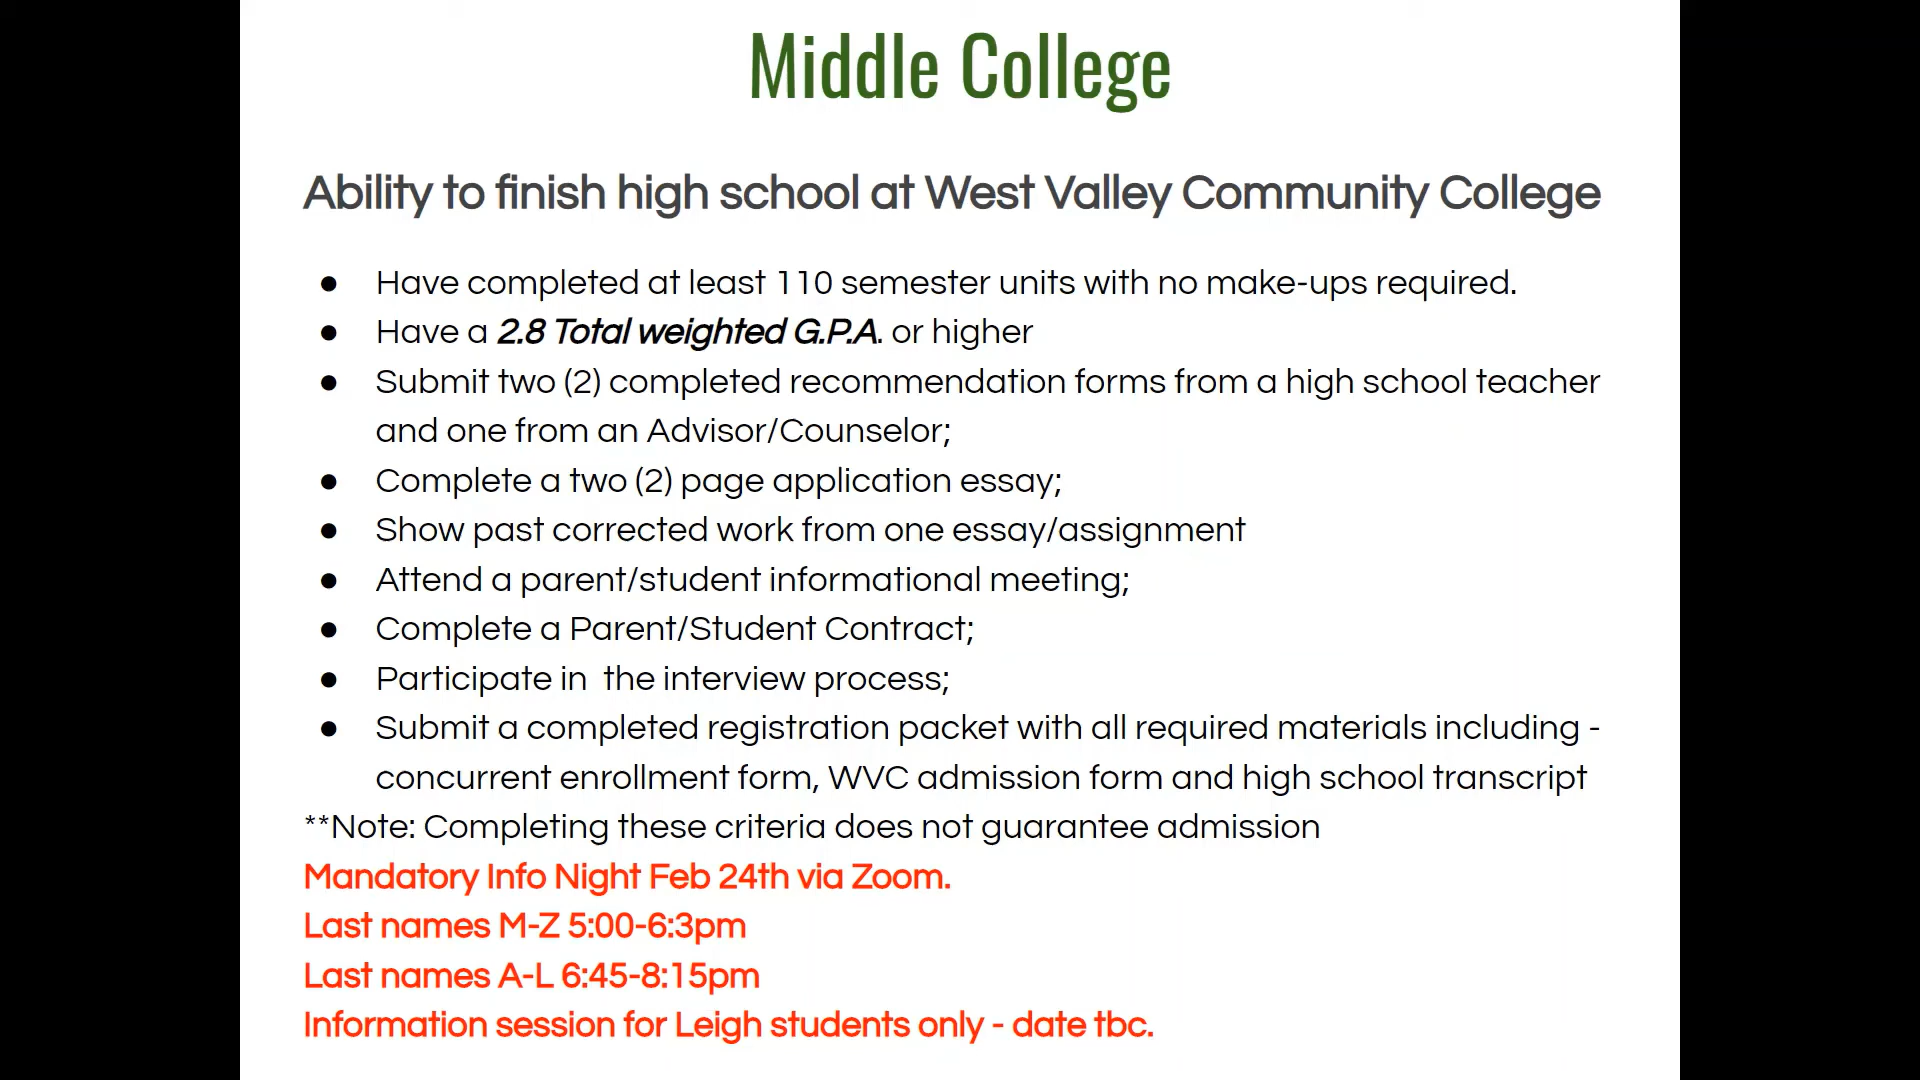 Middle College
Ability to finish high school at West Valley Community College
● Have completed at least 110 semester units with no make-ups required.
● Have a 2.8 Total weighted G.P.A. or higher
● Submit two (2) completed recommendation forms from a high school teacher
and one from an Advisor/Counselor;
● Complete a two (2) page application essay;
● Show past corrected work from one essay/assignment
● Attend a parent/student informational meeting;
● Complete a Parent/Student Contract;
● Participate in  the interview process;
● Submit a completed registration packet with all required materials including -
concurrent enrollment form, WVC admission form and high school transcript
**Note: Completing these criteria does not guarantee admission
Mandatory Info Night Feb 24th via Zoom.
Last names M-Z 5:00-6:3pm
Last names A-L 6:45-8:15pm
Information session for Leigh students only - date tbc.